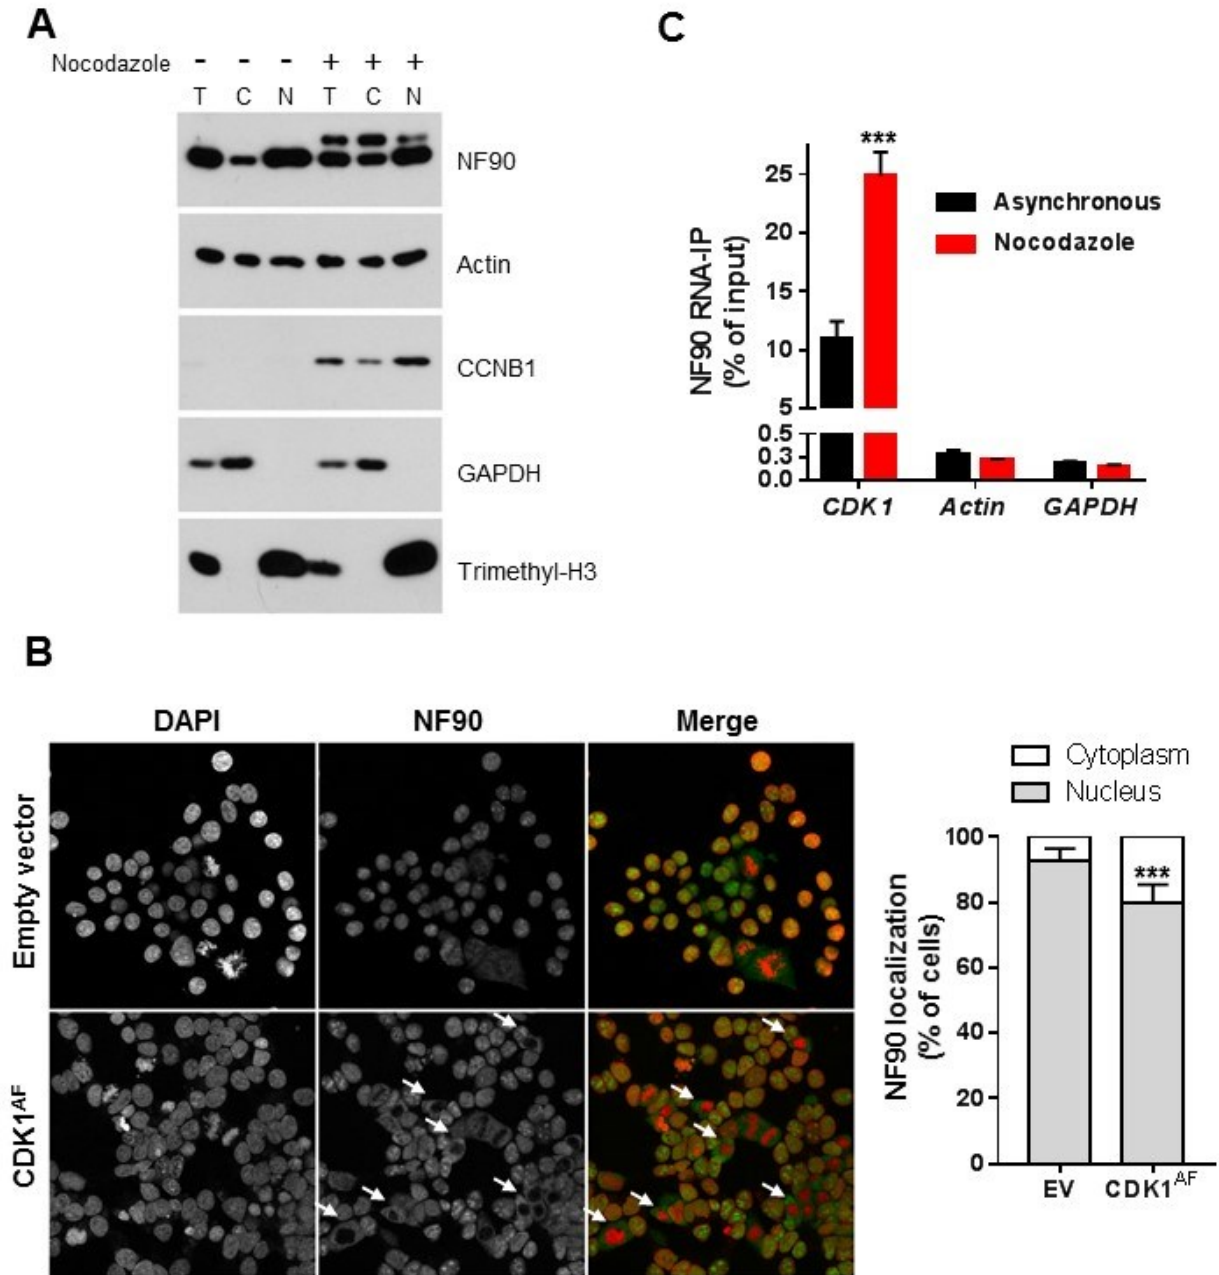 A
Nocodazole - - - + + +
T C N T C N
NF90
Actin
CCNB1
GAPDH
Trimethyl-H3
C
***
NF90 RNA-IP
(% of input)
25
20
15
10
5
0.5
0.3
0.0
Asynchronous
Nocodazole
CDK1 Actin GAPDH
B
DAPI NF90 Merge
Empty vector
CDK1AF
Cytoplasm
Nucleus
NF90 localization
(% of cells)
100
80
60
40
20
0
***
EV CDK1AF